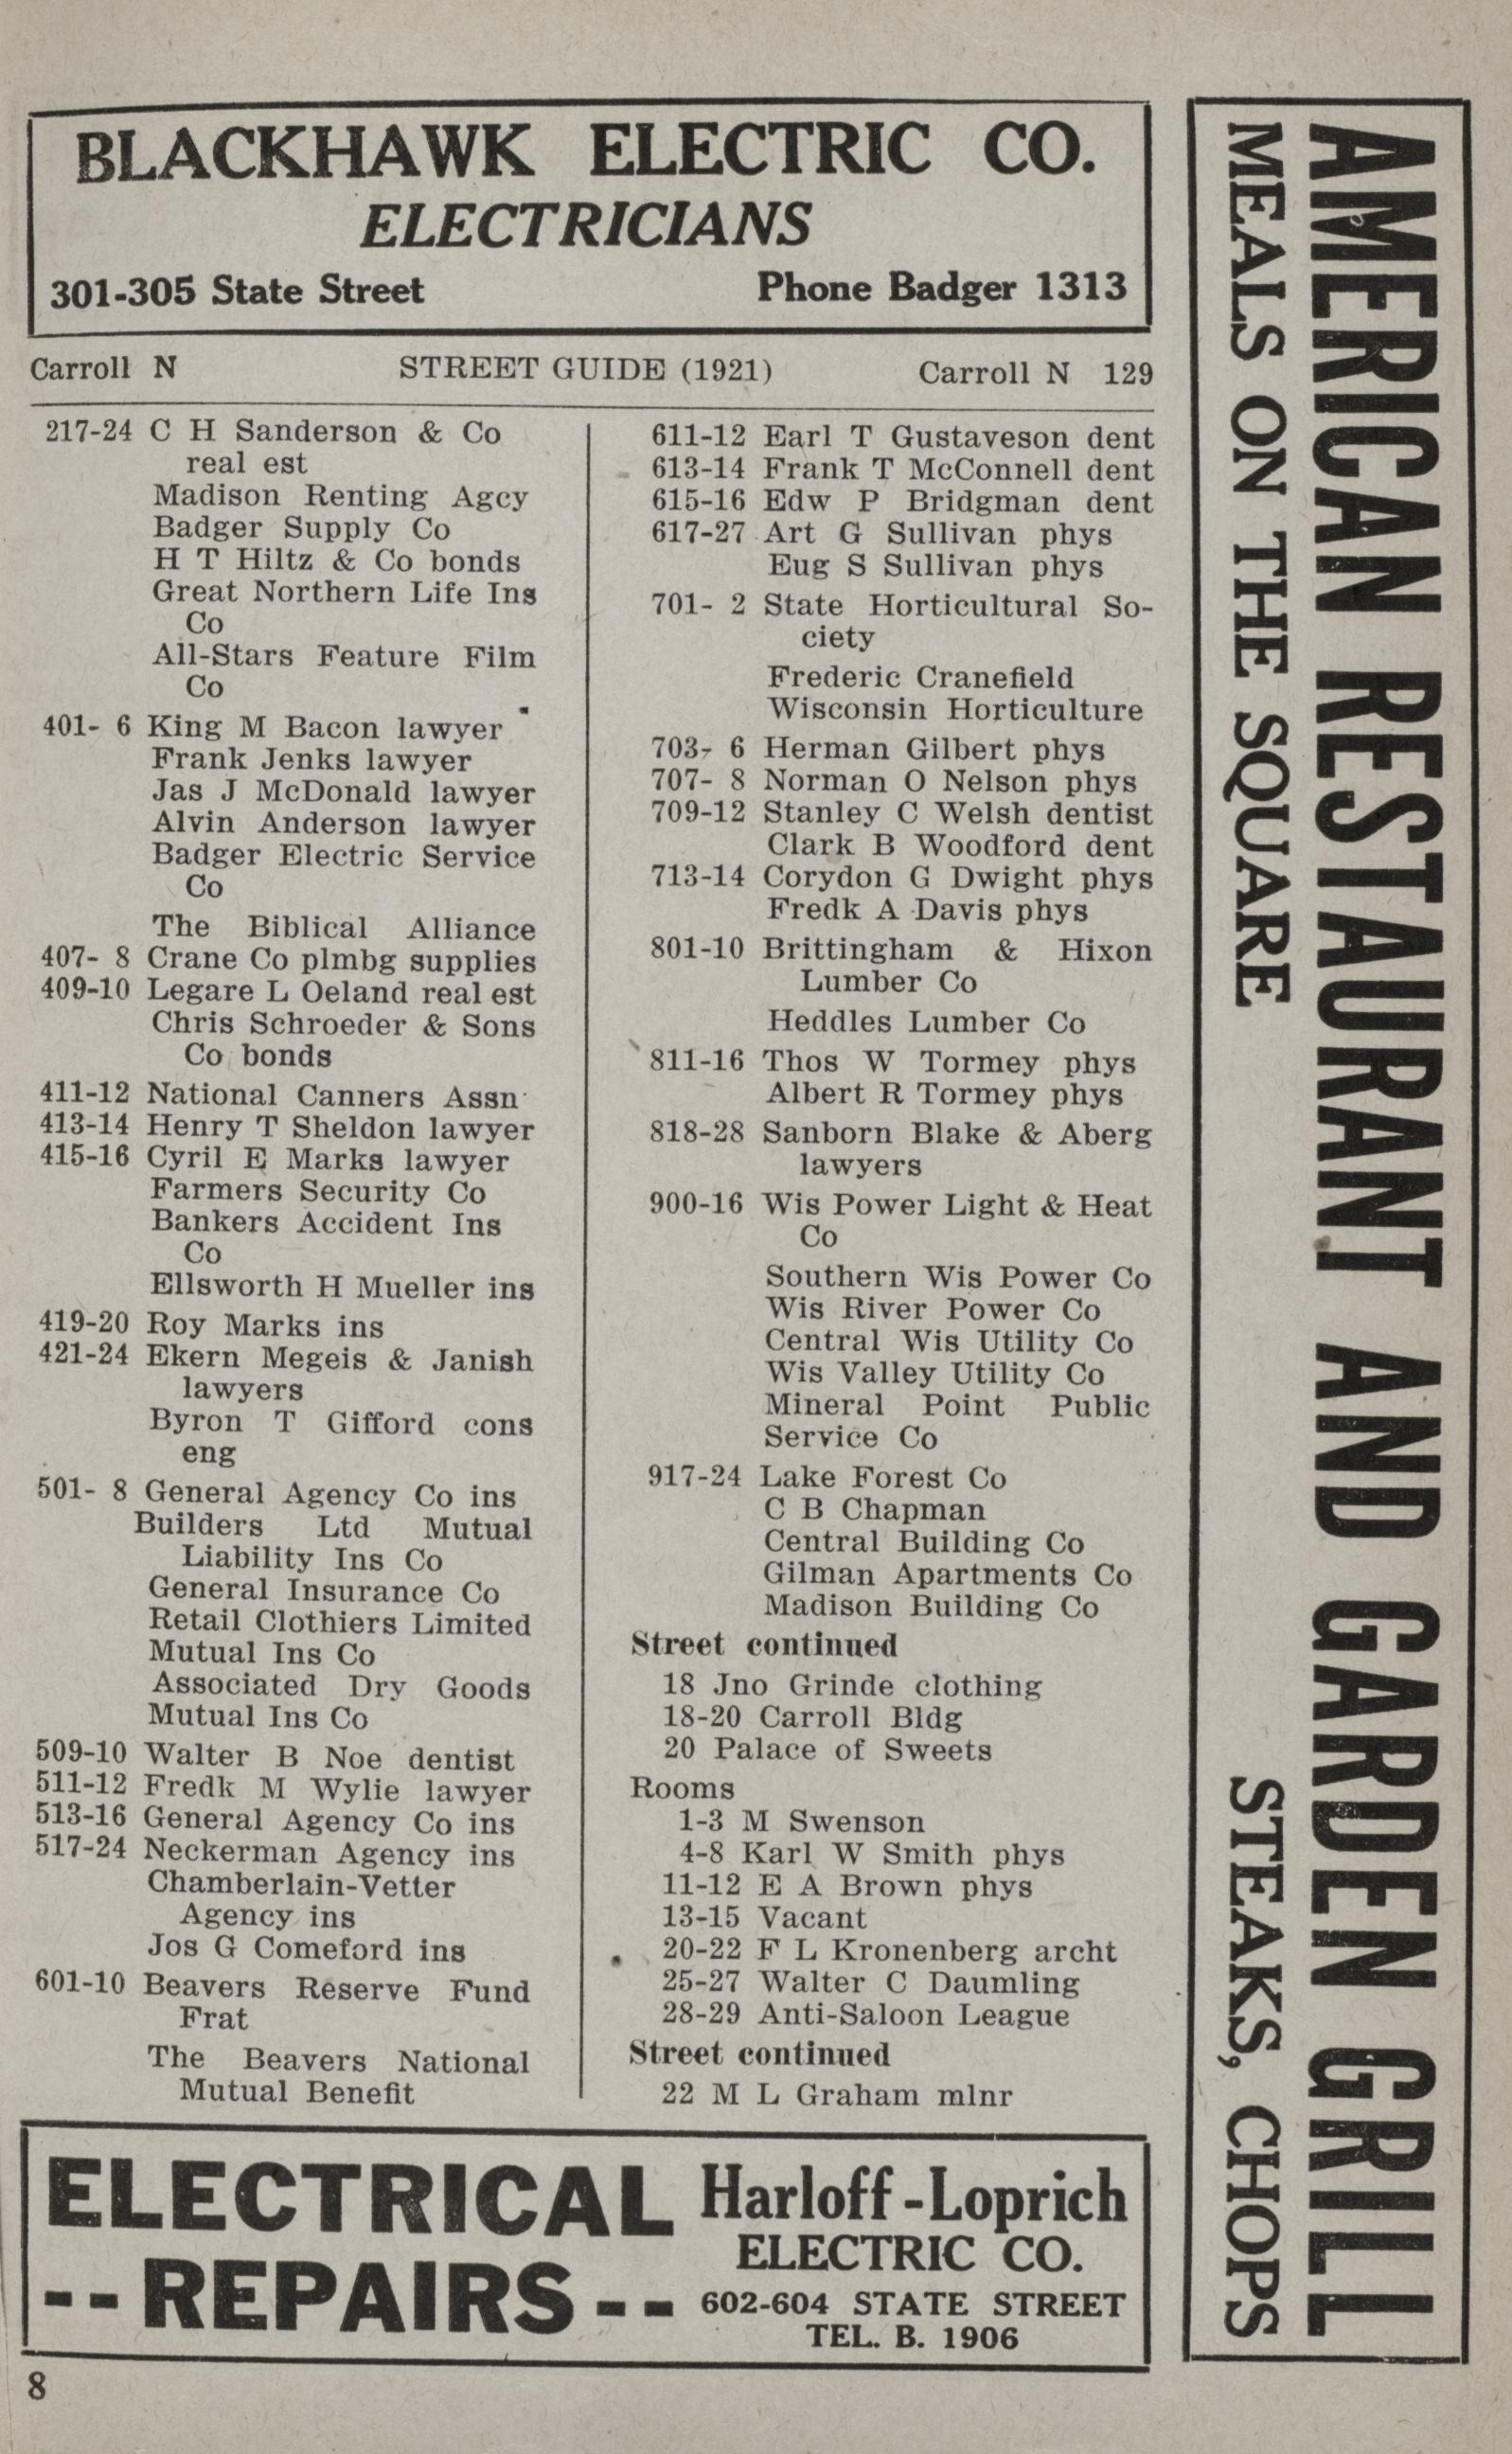 BLACKHAWK ELECTRIC CO.
ELECTRICIANS
301-305 State Street Phone Badger 1313
Carroll N STREET GUIDE (1921) Carroll N 129
217-24 C H Sanderson & Co
real est
Madison Renting Agcy
Badger Supply Co
H T Hiltz & Co bonds
Great Northern Life Ins
Co
All-Stars Feature Film
Co
401- 6 King M Bacon lawyer
Frank Jenks lawyer
Jas J McDonald lawyer
Alvin Anderson lawyer
Badger Electric Service
Co
The Biblical Alliance
407- 8 Crane Co plmbg supplies
409-10 Legare L Oeland real est
Chris Schroeder & Sons
Co bonds
411-12 National Canners Assn
413-14 Henry T Sheldon lawyer
415-16 Cyril E Marks lawyer
Farmers Security Co
Bankers Accident Ins
Co
Ellsworth H Mueller ins
419-20 Roy Marks ins
421-24 Ekern Megeis & Janish
lawyers
Byron T Gifford cons
eng
501- 8 General Agency Co ins
Builders Ltd Mutual
Liability Ins Co
General Insurance Co
Retail Clothiers Limited
Mutual Ins Co
Associated Dry Goods
Mutual Ins Co
509-10 Walter B Noe dentist
511-12 Fredk M Wylie lawyer
513-16 General Agency Co ins
517-24 Neckerman Agency ins
Chamberlain-Vetter
Agency ins
Jos G Comeford ins
601-10 Beavers Reserve Fund
Frat
The Beavers National
Mutual Benefit
611-12 Earl T Gustaveson dent
613-14 Frank T McConnell dent
615-16 Edw P Bridgman dent
617-27 Art G Sullivan phys
Eug S Sullivan phys
701- 2 State Horticultural So-
ciety
Frederic Cranefield
Wisconsin Horticulture
703- 6 Herman Gilbert phys
707- 8 Norman O Nelson phys
709-12 Stanley C Welsh dentist
Clark B Woodford dent
713-14 Corydon G Dwight phys
Fredk A Davis phys
801-10 Brittingham & Hixon
Lumber Co
Heddles Lumber Co
811-16 Thos W Tormey phys
Albert R Tormey phys
818-28 Sanborn Blake & Aberg
lawyers
900-16 Wis Power Light & Heat
Co
Southern Wis Power Co
Wis River Power Co
Central Wis Utility Co
Wis Valley Utility Co
Mineral Point Public
Service Co
917-24 Lake Forest Co
C B Chapman
Central Building Co
Gilman Apartments Co
Madison Building Co
Street continued
18 Jno Grinde clothing
18-20 Carroll Bldg
20 Palace of Sweets
Rooms
1-3 M Swenson
4-8 Karl W Smith phys
11-12 E A Brown phys
13-15 Vacant
20-22 F L Kronenberg archt
25-27 Walter C Daumling
28-29 Anti-Saloon League
Street continued
22 M L Graham mlnr
ELECTRICAL
-- REPAIRS --
Harloff-Loprich
ELECTRIC CO.
602-604 STATE STREET
TEL. B. 1906
8
AMERICAN RESTAURANT AND GARDEN GRILL
MEALS ON THE SQUARE STEAKS, CHOPS